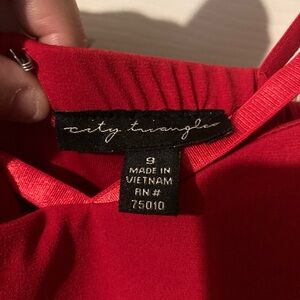 city triangles
9
MADE IN
VIETNAM
RN #
75010